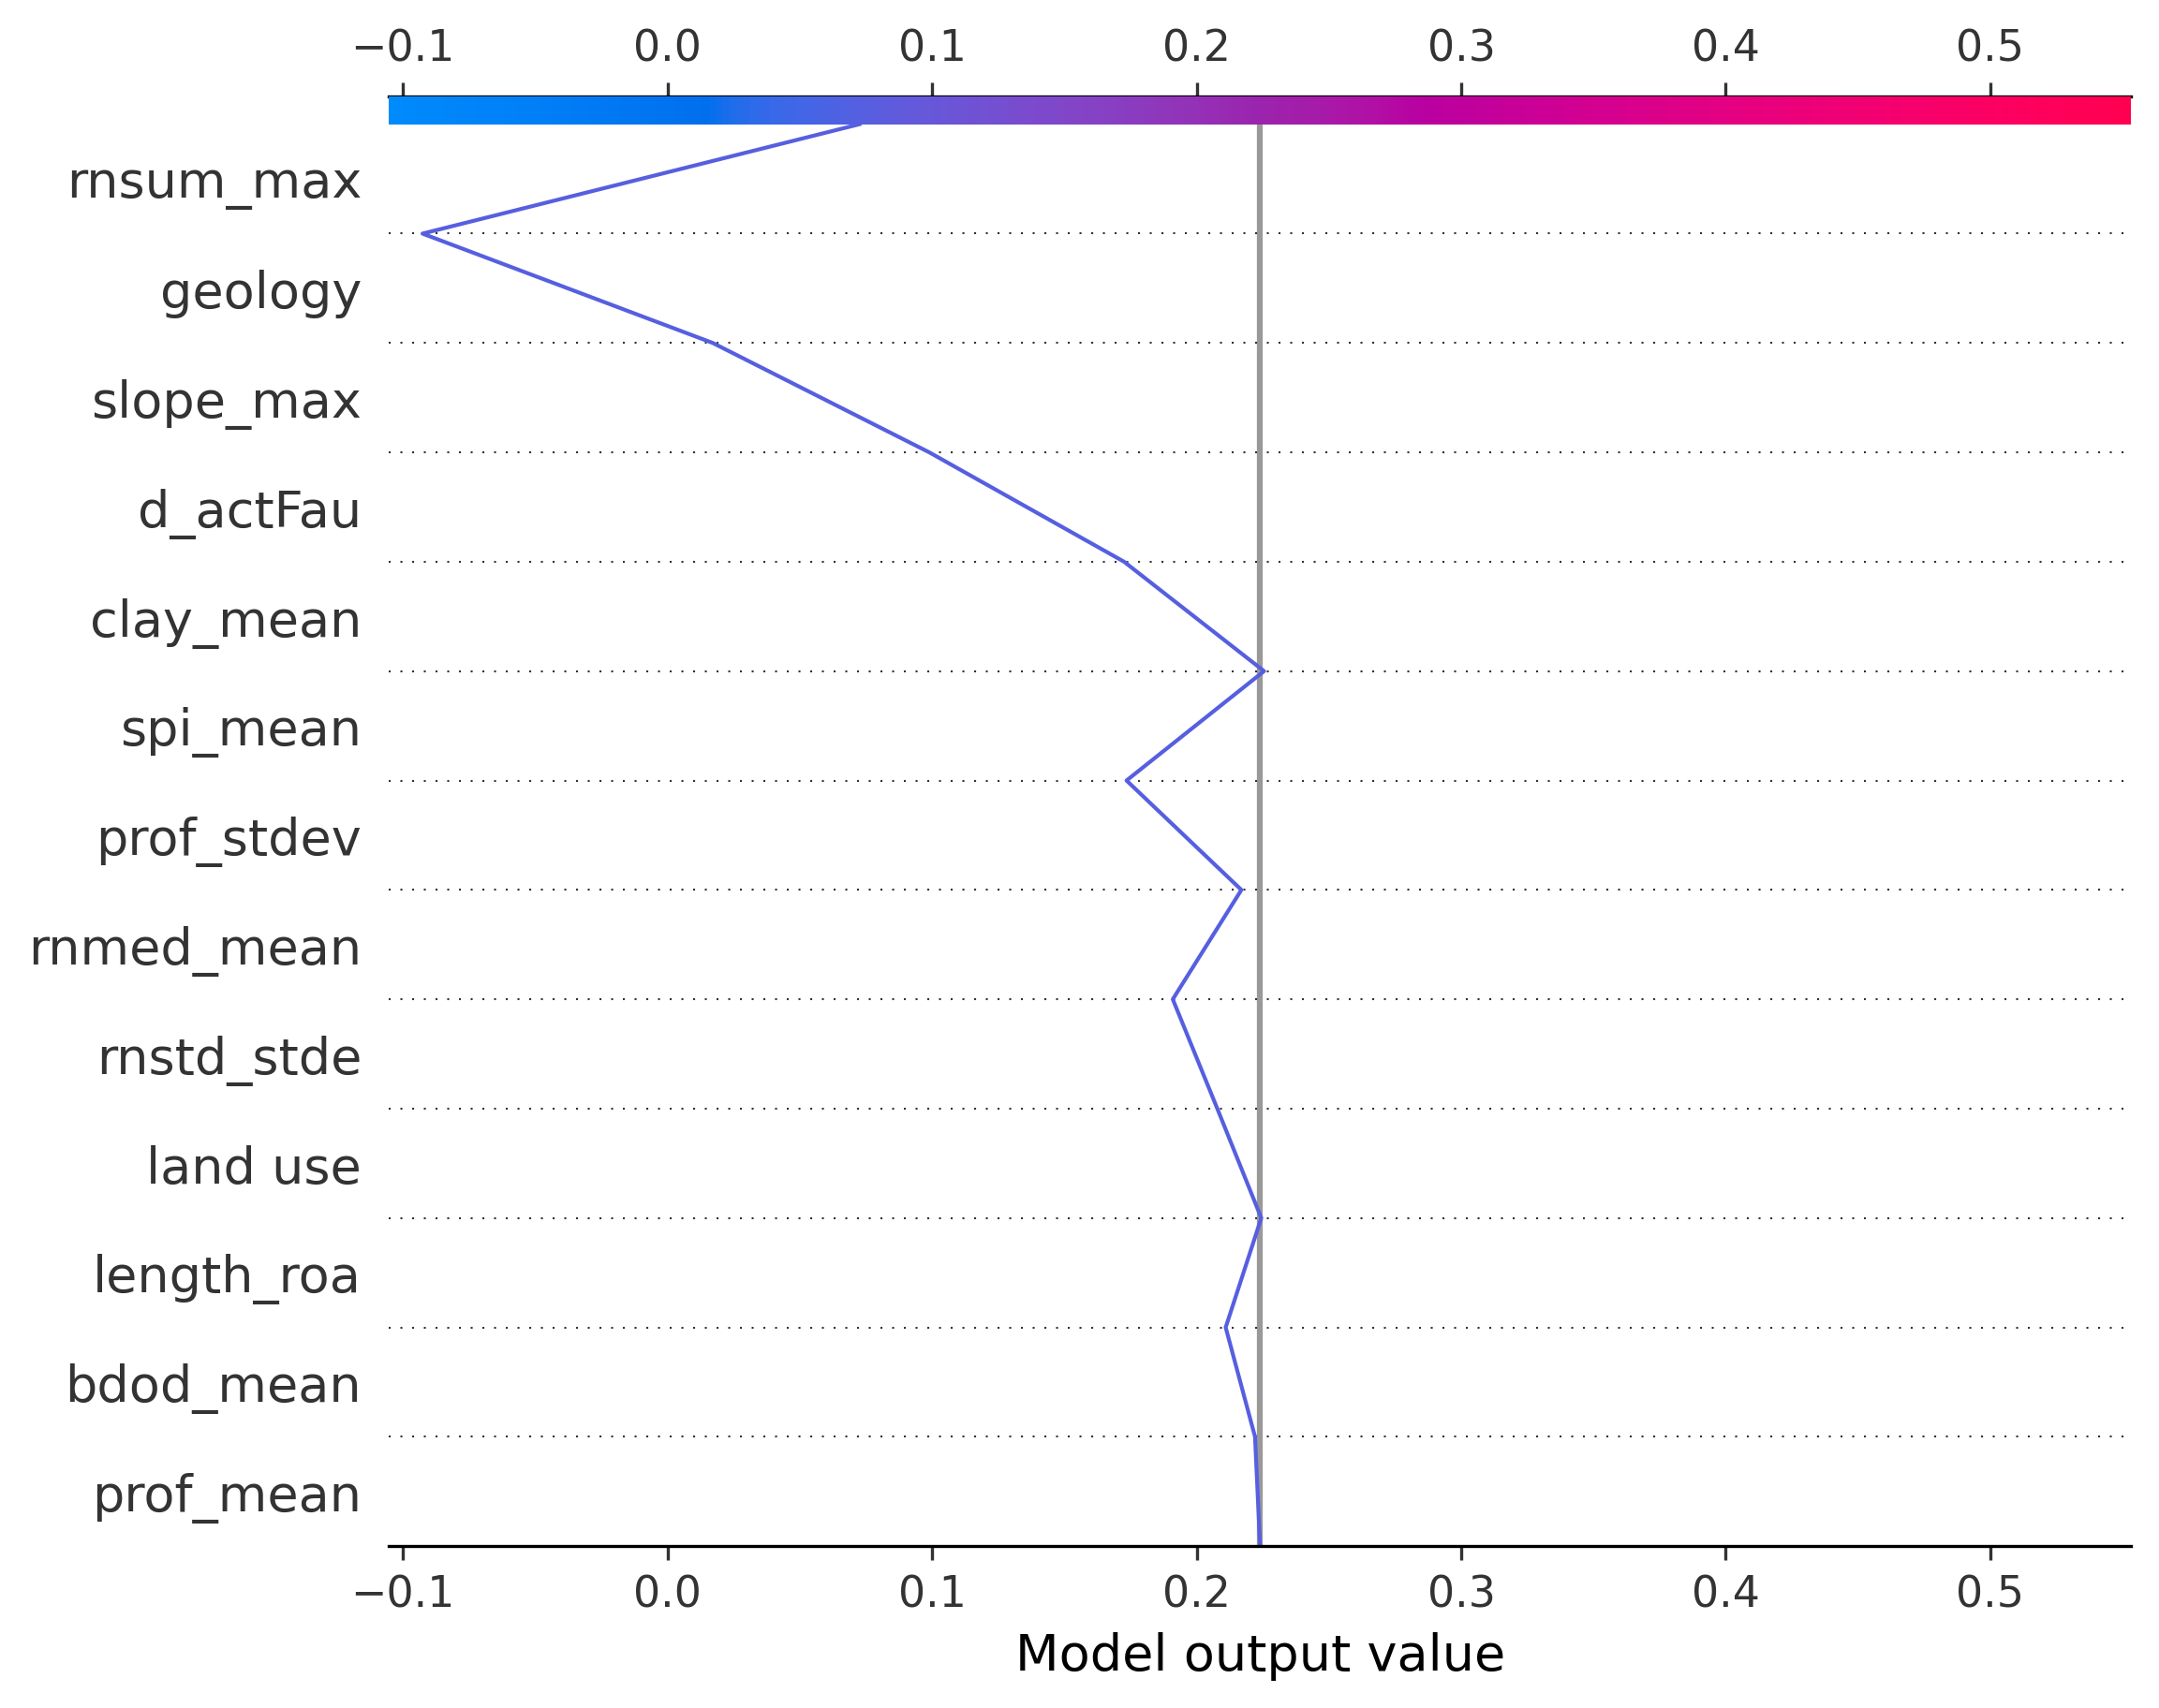 −0.1 0.0 0.1 0.2 0.3 0.4 0.5
rnsum_max
geology
slope_max
d_actFau
clay_mean
spi_mean
prof_stdev
rnmed_mean
rnstd_stde
land use
length_roa
bdod_mean
prof_mean
−0.1 0.0 0.1 0.2 0.3 0.4 0.5
Model output value